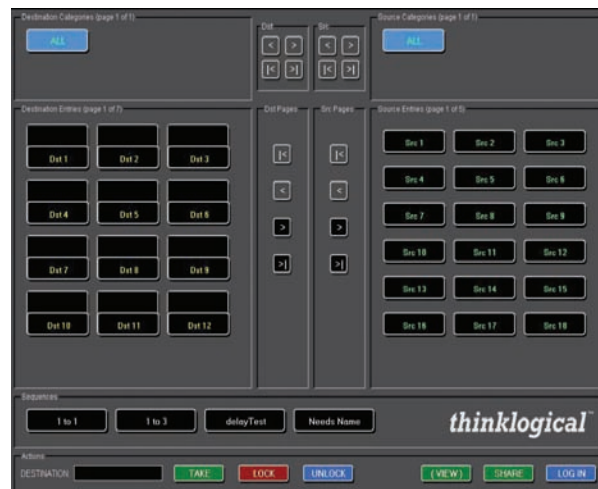 Destination Categories (page 1 of 1)
Dst
Src
Source Categories (page 1 of 1)
ALL
< >
< >
ALL
|< >|
|< >|
Destination Entries (page 1 of 7)
Dst Pages
Src Pages
Source Entries (page 1 of 5)
Dst 1 Dst 2 Dst 3
Dst 4 Dst 5 Dst 6
Dst 7 Dst 8 Dst 9
Dst 10 Dst 11 Dst 12
|<
<
>
>|
|<
<
>
>|
Src 1 Src 2 Src 3
Src 4 Src 5 Src 6
Src 7 Src 8 Src 9
Src 10 Src 11 Src 12
Src 13 Src 14 Src 15
Src 16 Src 17 Src 18
Sequences
1 to 1 1 to 3 delayTest Needs Name
thinklogical™
Actions
DESTINATION: TAKE LOCK UNLOCK (VIEW) SHARE LOG IN